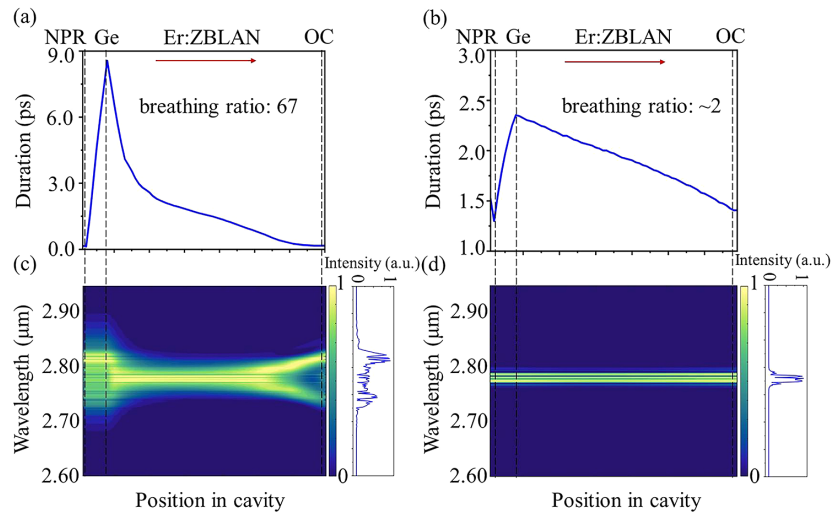 (a)
NPR Ge Er:ZBLAN OC
9.0
6.0
3.0
0.0
Duration (ps)
breathing ratio: 67
(b)
NPR Ge Er:ZBLAN OC
3.0
2.5
2.0
1.5
1.0
Duration (ps)
breathing ratio: ~2
(c)
Intensity (a.u.)
0 1
1
0
2.90
2.80
2.70
2.60
Wavelength (μm)
Position in cavity
(d)
Intensity (a.u.)
0 1
1
0
2.90
2.80
2.70
2.60
Wavelength (μm)
Position in cavity